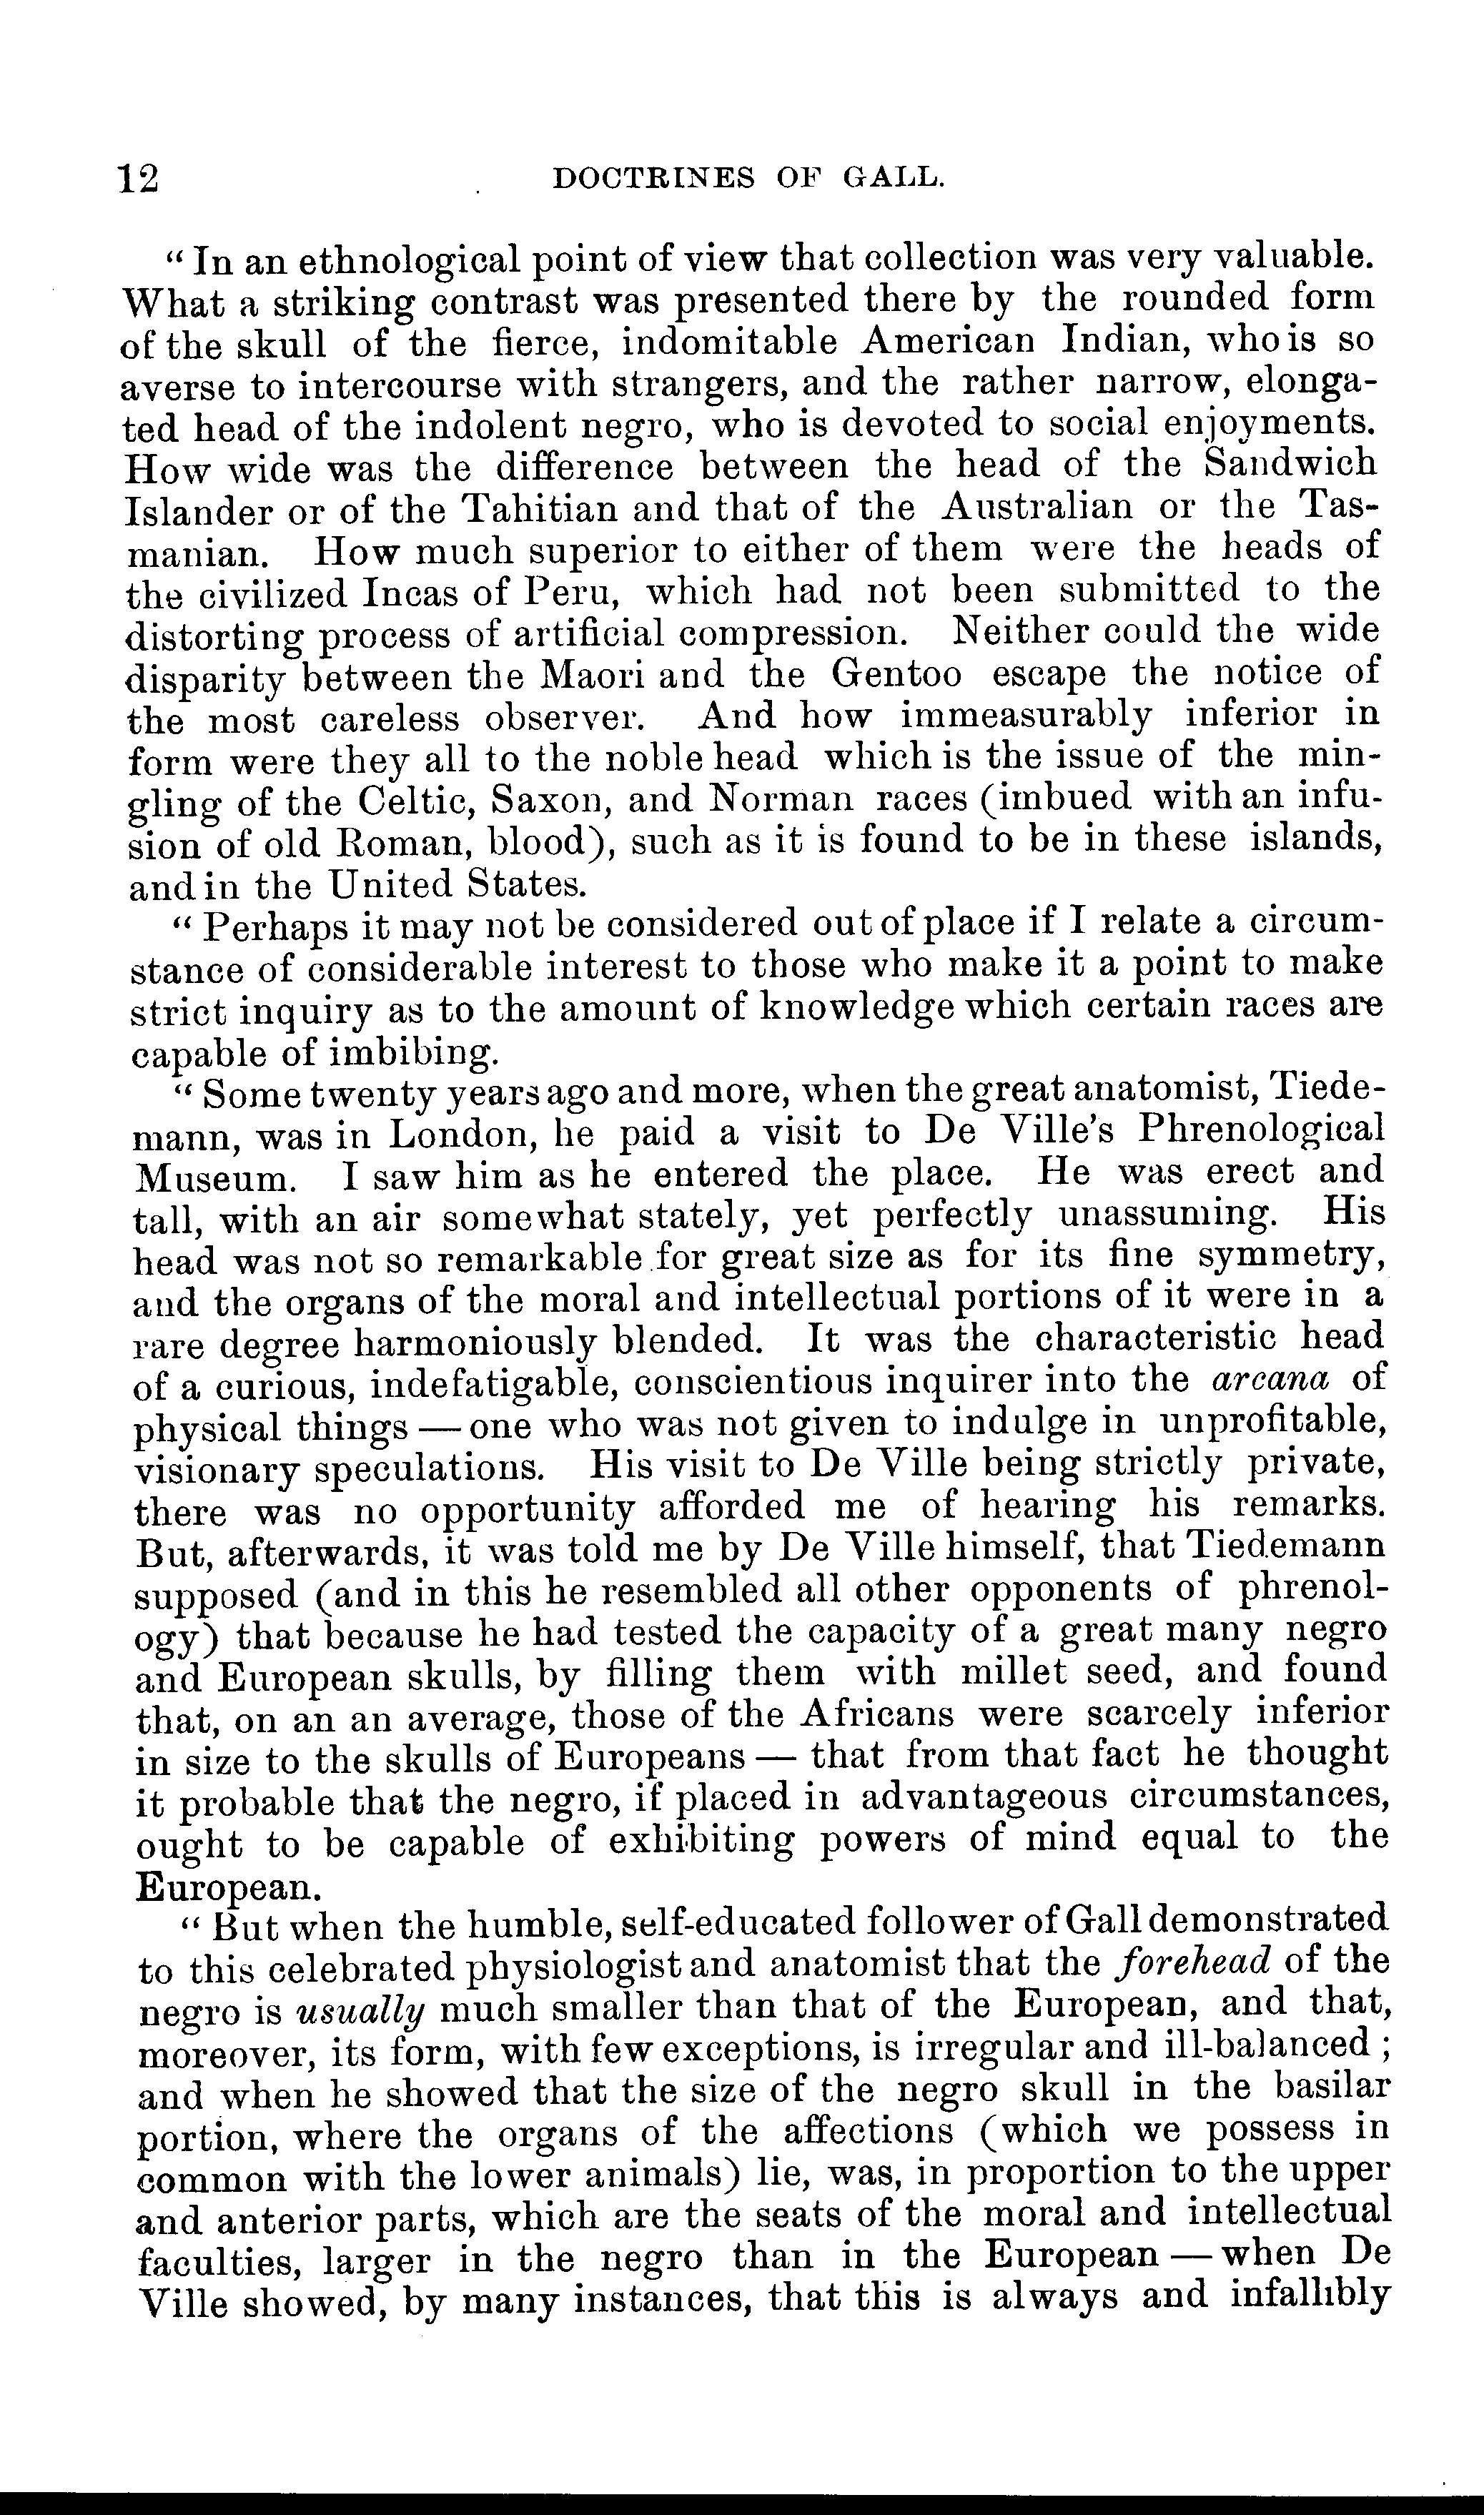 12 DOCTRINES OF GALL.
“ In an ethnological point of view that collection was very valuable.
What a striking contrast was presented there by the rounded form
of the skull of the fierce, indomitable American Indian, who is so
averse to intercourse with strangers, and the rather narrow, elonga-
ted head of the indolent negro, who is devoted to social enjoyments.
How wide was the difference between the head of the Sandwich
Islander or of the Tahitian and that of the Australian or the Tas-
manian. How much superior to either of them were the heads of
the civilized Incas of Peru, which had not been submitted to the
distorting process of artificial compression. Neither could the wide
disparity between the Maori and the Gentoo escape the notice of
the most careless observer. And how immeasurably inferior in
form were they all to the noble head which is the issue of the min-
gling of the Celtic, Saxon, and Norman races (imbued with an infu-
sion of old Roman, blood), such as it is found to be in these islands,
and in the United States.
“ Perhaps it may not be considered out of place if I relate a circum-
stance of considerable interest to those who make it a point to make
strict inquiry as to the amount of knowledge which certain races are
capable of imbibing.
“ Some twenty years ago and more, when the great anatomist, Tiede-
mann, was in London, he paid a visit to De Ville’s Phrenological
Museum. I saw him as he entered the place. He was erect and
tall, with an air somewhat stately, yet perfectly unassuming. His
head was not so remarkable for great size as for its fine symmetry,
and the organs of the moral and intellectual portions of it were in a
rare degree harmoniously blended. It was the characteristic head
of a curious, indefatigable, conscientious inquirer into the arcana of
physical things — one who was not given to indulge in unprofitable,
visionary speculations. His visit to De Ville being strictly private,
there was no opportunity afforded me of hearing his remarks.
But, afterwards, it was told me by De Ville himself, that Tiedemann
supposed (and in this he resembled all other opponents of phrenol-
ogy) that because he had tested the capacity of a great many negro
and European skulls, by filling them with millet seed, and found
that, on an an average, those of the Africans were scarcely inferior
in size to the skulls of Europeans — that from that fact he thought
it probable that the negro, if placed in advantageous circumstances,
ought to be capable of exhibiting powers of mind equal to the
European.
“ But when the humble, self-educated follower of Gall demonstrated
to this celebrated physiologist and anatomist that the forehead of the
negro is usually much smaller than that of the European, and that,
moreover, its form, with few exceptions, is irregular and ill-balanced ;
and when he showed that the size of the negro skull in the basilar
portion, where the organs of the affections (which we possess in
common with the lower animals) lie, was, in proportion to the upper
and anterior parts, which are the seats of the moral and intellectual
faculties, larger in the negro than in the European — when De
Ville showed, by many instances, that this is always and infallibly